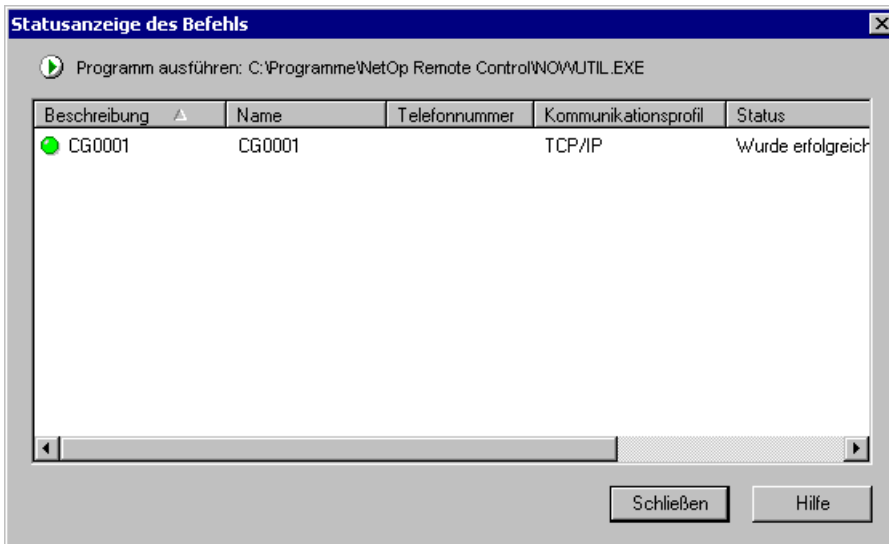 Statusanzeige des Befehls
Programm ausführen: C:\Programme\NetOp Remote Control\NOWUTIL.EXE
Beschreibung Name Telefonnummer Kommunikationsprofil Status
CG0001 CG0001 TCP/IP Wurde erfolgreich
Schließen Hilfe